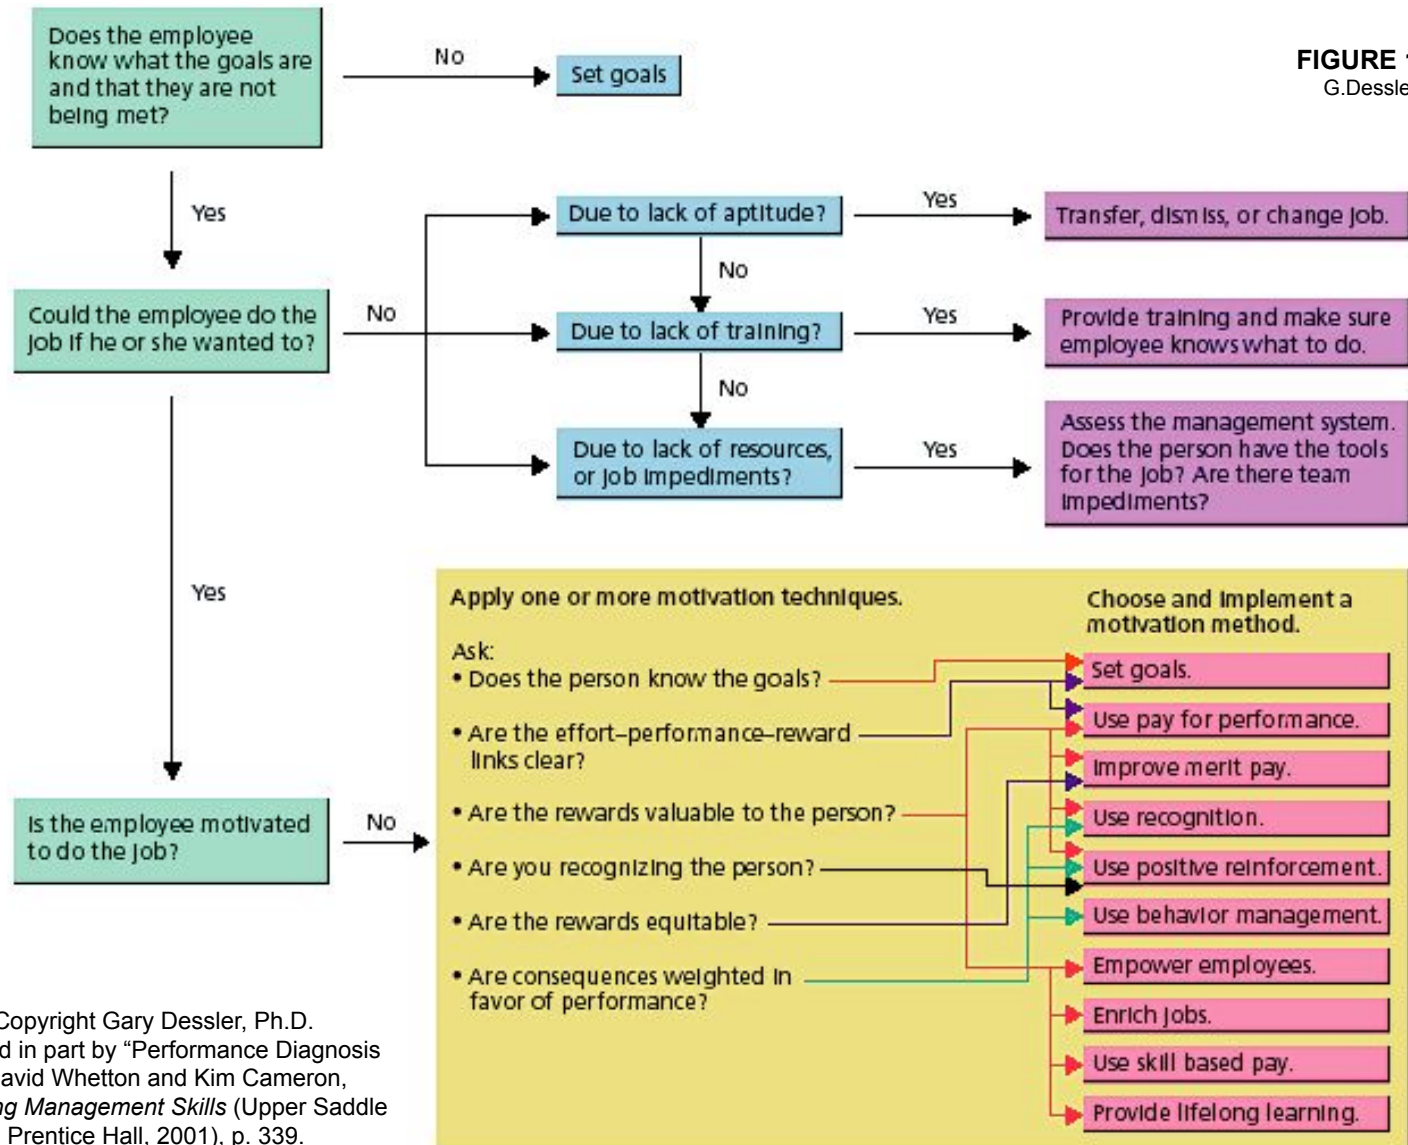 Does the employee
know what the goals are
and that they are not
being met?
No
Set goals
FIGURE 1
G.Dessle
Yes
Due to lack of aptitude?
Yes
Transfer, dismiss, or change job.
No
Could the employee do the
job if he or she wanted to?
No
Due to lack of training?
Yes
Provide training and make sure
employee knows what to do.
No
Due to lack of resources,
or job impediments?
Yes
Assess the management system.
Does the person have the tools
for the job? Are there team
impediments?
Yes
Is the employee motivated
to do the job?
No
Apply one or more motivation techniques.
Ask:
• Does the person know the goals?
• Are the effort–performance–reward
links clear?
• Are the rewards valuable to the person?
• Are you recognizing the person?
• Are the rewards equitable?
• Are consequences weighted in
favor of performance?
Choose and implement a
motivation method.
Set goals.
Use pay for performance.
Improve merit pay.
Use recognition.
Use positive reinforcement.
Use behavior management.
Empower employees.
Enrich jobs.
Use skill based pay.
Provide lifelong learning.
Copyright Gary Dessler, Ph.D.
d in part by “Performance Diagnosis
avid Whetton and Kim Cameron,
ng Management Skills (Upper Saddle
Prentice Hall, 2001), p. 339.